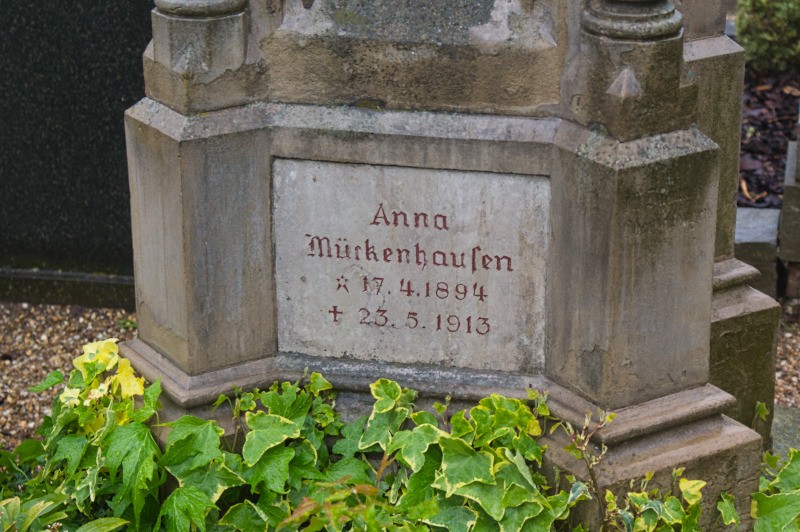 Anna
Mückenhauſen
* 17.4.1894
† 23.5.1913